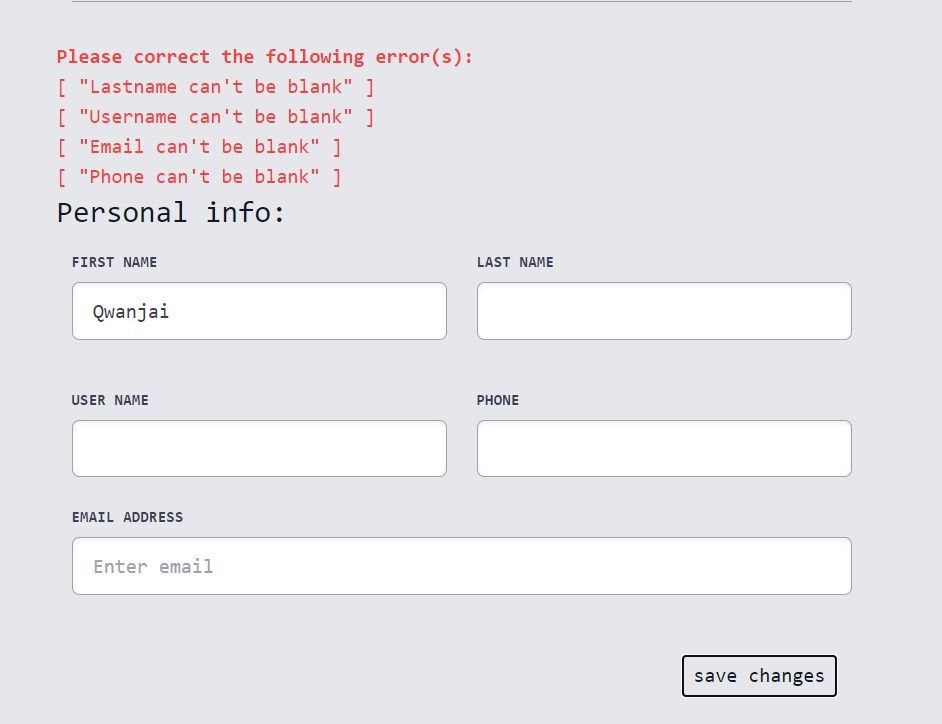 Please correct the following error(s):
[ "Lastname can't be blank" ]
[ "Username can't be blank" ]
[ "Email can't be blank" ]
[ "Phone can't be blank" ]
Personal info:
FIRST NAME
LAST NAME
Qwanjai
USER NAME
PHONE
EMAIL ADDRESS
Enter email
save changes